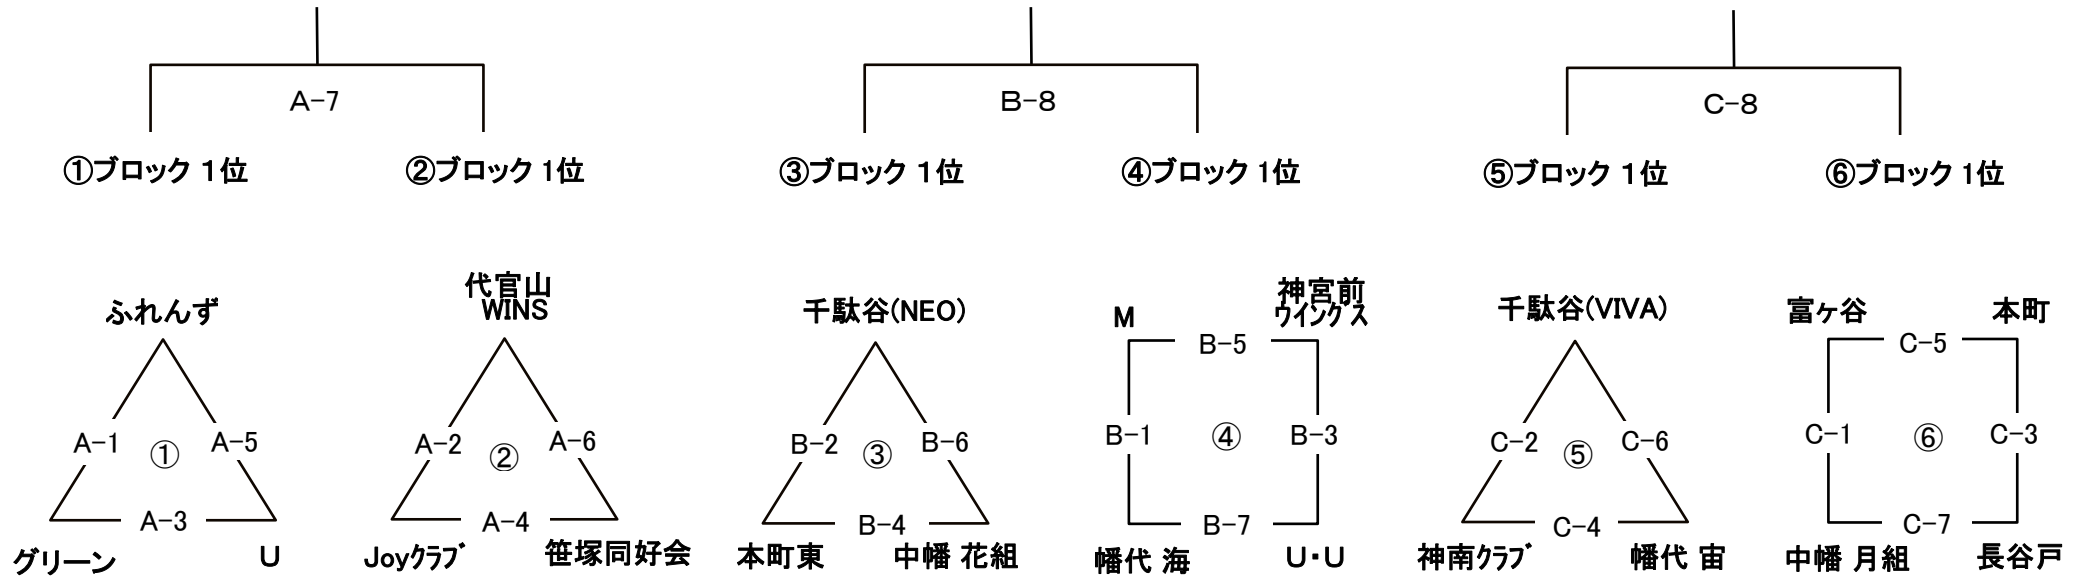 A-7
B-8
C-8
①ブロック 1位
②ブロック 1位
③ブロック 1位
④ブロック 1位
⑤ブロック 1位
⑥ブロック 1位
ふれんず
代官山
WINS
千駄谷(NEO)
M
神宮前
ウイングス
千駄谷(VIVA)
富ヶ谷
本町
B-5
C-5
A-1
①
A-5
A-2
②
A-6
B-2
③
B-6
B-1
④
B-3
C-2
⑤
C-6
C-1
⑥
C-3
A-3
A-4
B-4
B-7
C-4
C-7
グリーン
U
Joyクラブ
笹塚同好会
本町東
中幡 花組
幡代 海
U・U
神南クラブ
幡代 宙
中幡 月組
長谷戸